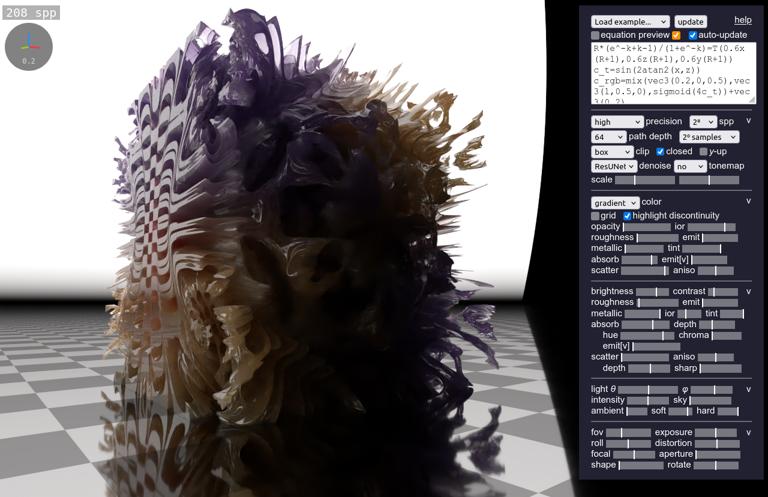 208 spp
0.2
Load example... update help
equation preview auto-update
R*(e^-k+k-1)/(1+e^-k)=T(0.6x
(R+1),0.6z(R+1),0.6y(R+1))
c_t=sin(2atan2(x,z))
c_rgb=mix(vec3(0.2,0,0.5),vec
3(1,0.5,0),sigmoid(4c_t))+vec
3(0.2)
high precision spp v
64 path depth samples
box clip closed y-up
ResUNet denoise no tonemap
scale
gradient color v
grid highlight discontinuity
opacity ior
roughness emit
metallic tint
absorb emit[v]
scatter aniso
brightness contrast v
roughness emit
metallic ior tint
absorb depth
hue chroma
emit[v]
scatter aniso
depth sharp
light θ φ v
intensity sky
ambient soft hard
fov exposure v
roll distortion
focal aperture
shape rotate